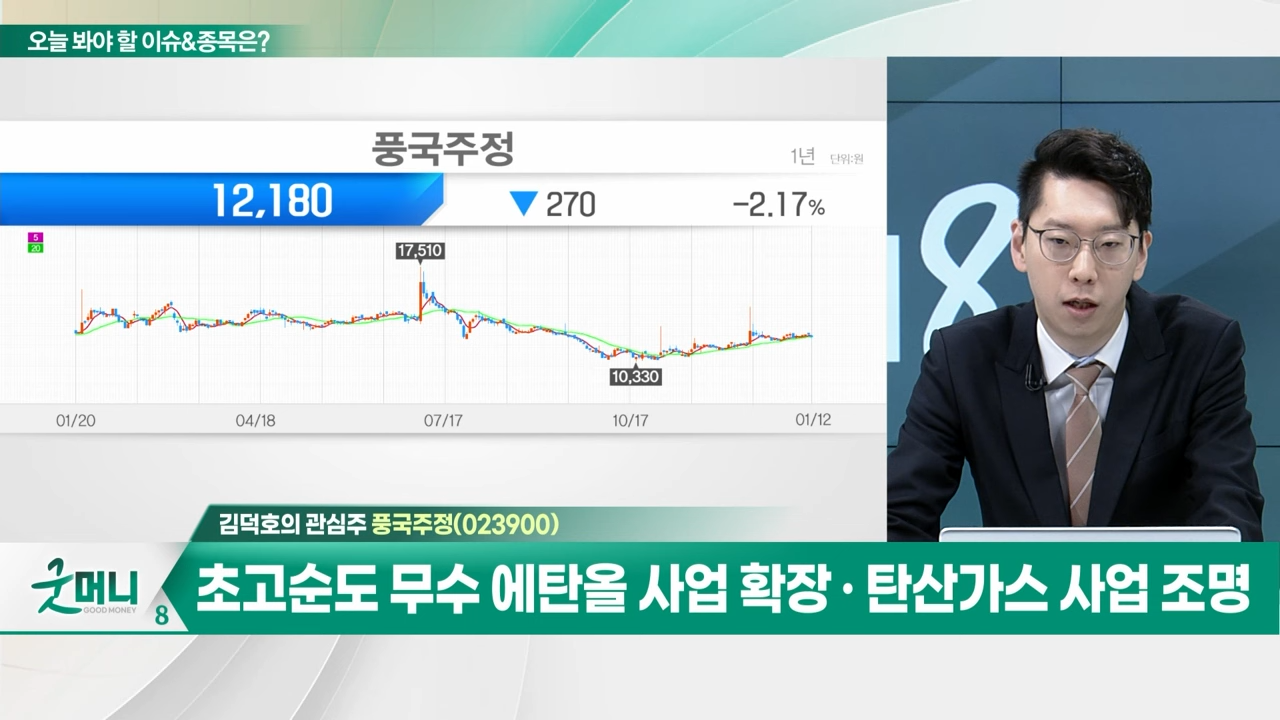 오늘 봐야 할 이슈&종목은?
풍국주정
1년 단위:원
12,180 ▼ 270 -2.17%
5
20
17,510
10,330
01/20 04/18 07/17 10/17 01/12
8
김덕호의 관심주 풍국주정(023900)
굿머니
GOOD MONEY
8
초고순도 무수 에탄올 사업 확장·탄산가스 사업 조명